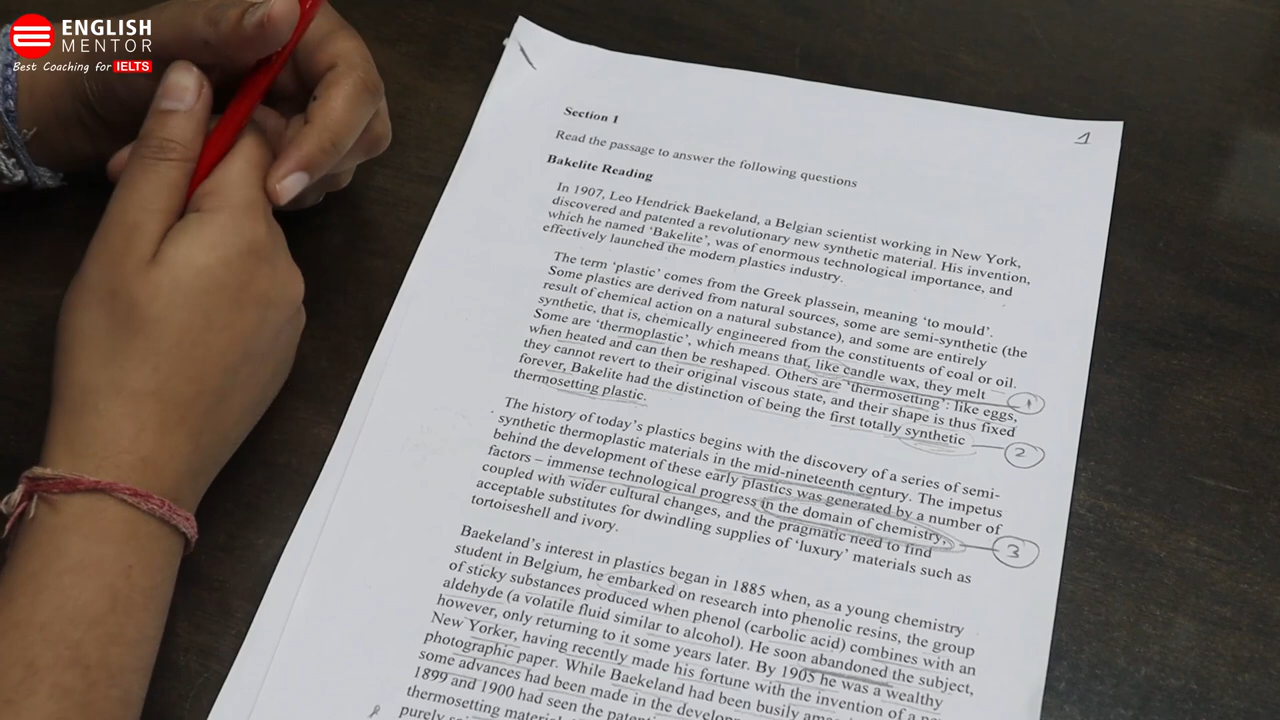 ENGLISH
MENTOR
Best Coaching for IELTS
1
Section 1
Read the passage to answer the following questions
Bakelite Reading
In 1907, Leo Hendrick Baekeland, a Belgian scientist working in New York,
discovered and patented a revolutionary new synthetic material. His invention,
which he named 'Bakelite', was of enormous technological importance, and
effectively launched the modern plastics industry.
The term 'plastic' comes from the Greek plassein, meaning 'to mould'.
Some plastics are derived from natural sources, some are semi-synthetic (the
result of chemical action on a natural substance), and some are entirely
synthetic, that is, chemically engineered from the constituents of coal or oil.
Some are 'thermoplastic', which means that, like candle wax, they melt
when heated and can then be reshaped. Others are 'thermosetting': like eggs,
1
they cannot revert to their original viscous state, and their shape is thus fixed
forever, Bakelite had the distinction of being the first totally synthetic
2
thermosetting plastic.
The history of today's plastics begins with the discovery of a series of semi-
synthetic thermoplastic materials in the mid-nineteenth century. The impetus
behind the development of these early plastics was generated by a number of
factors – immense technological progress in the domain of chemistry,
3
coupled with wider cultural changes, and the pragmatic need to find
acceptable substitutes for dwindling supplies of 'luxury' materials such as
tortoiseshell and ivory.
Baekeland's interest in plastics began in 1885 when, as a young chemistry
student in Belgium, he embarked on research into phenolic resins, the group
of sticky substances produced when phenol (carbolic acid) combines with an
aldehyde (a volatile fluid similar to alcohol). He soon abandoned the subject,
however, only returning to it some years later. By 1905 he was a wealthy
New Yorker, having recently made his fortune with the invention of a
photographic paper. While Baekeland had been busily
some advances had been made in the
1899 and 1900 had seen the
thermosetting
purely